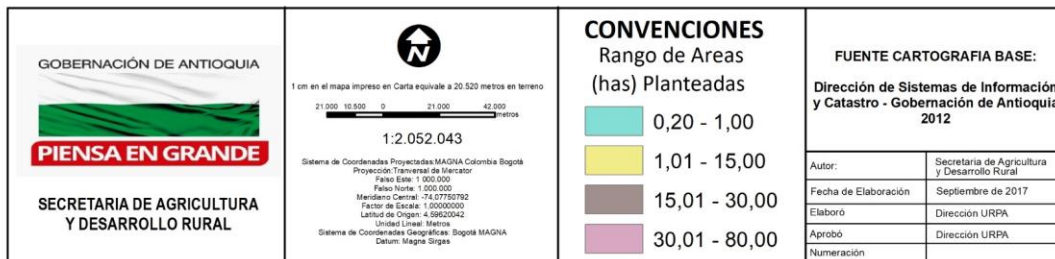 GOBERNACIÓN DE ANTIOQUIA
PIENSA EN GRANDE
SECRETARIA DE AGRICULTURA
Y DESARROLLO RURAL
N
1 cm en el mapa impreso en Carta equivale a 20.520 metros en terreno
21.000 10.500 0 21.000 42.000
metros
1:2.052.043
Sistema de Coordenadas Proyectadas:MAGNA Colombia Bogotá
Proyección:Tranversal de Mercator
Falso Este: 1.000.000
Falso Norte: 1.000.000
Meridiano Central: -74,07750792
Factor de Escala: 1,00000000
Latitud de Origen: 4,59620042
Unidad Lineal: Metros
Sistema de Coordenadas Geográficas: Bogotá MAGNA
Datum: Magna Sirgas
CONVENCIONES
Rango de Areas
(has) Planteadas
0,20 - 1,00
1,01 - 15,00
15,01 - 30,00
30,01 - 80,00
FUENTE CARTOGRAFIA BASE:
Dirección de Sistemas de Información
y Catastro - Gobernación de Antioquia
2012
Autor: Secretaria de Agricultura
y Desarrollo Rural
Fecha de Elaboración Septiembre de 2017
Elaboró Dirección URPA
Aprobó Dirección URPA
Numeración